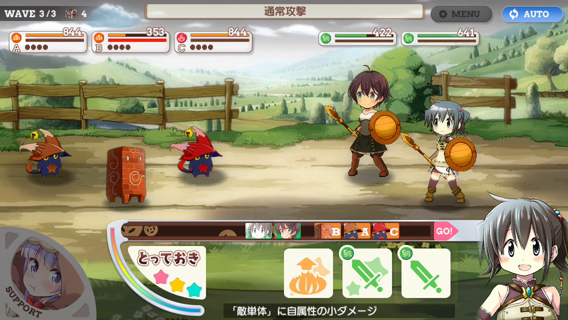 WAVE 3/3 4
通常攻撃
MENU
AUTO
844
A
353
B
844
C
422
641
B A C GO!
とっておき
SUPPORT
「敵単体」に自属性の小ダメージ